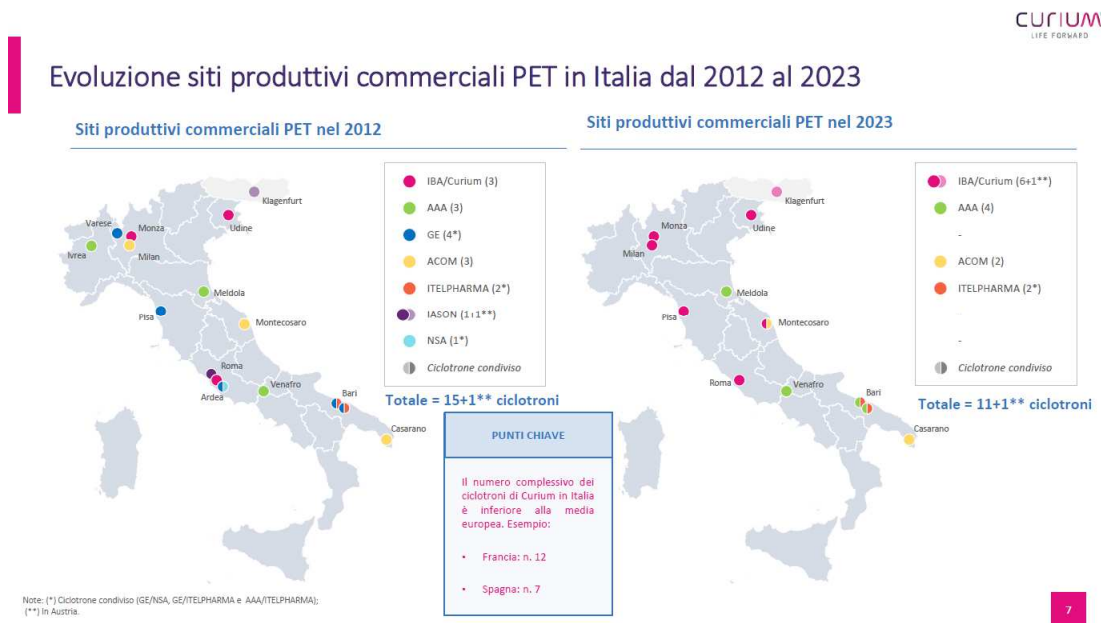 CURIUM
LIFE FORWARD
Evoluzione siti produttivi commerciali PET in Italia dal 2012 al 2023
Siti produttivi commerciali PET nel 2012
Klagenfurt
Udine
Varese
Monza
Ivrea
Milan
Meldola
Pisa
Montecosaro
Roma
Ardea
Venafro
Bari
Casarano
IBA/Curium (3)
AAA (3)
GE (4*)
ACOM (3)
ITELPHARMA (2*)
IASON (1+1**)
NSA (1*)
Ciclotrone condiviso
Totale = 15+1** ciclotroni
PUNTI CHIAVE
Il numero complessivo dei
ciclotroni di Curium in Italia
è inferiore alla media
europea. Esempio:
• Francia: n. 12
• Spagna: n. 7
Siti produttivi commerciali PET nel 2023
Klagenfurt
Udine
Monza
Milan
Meldola
Pisa
Montecosaro
Roma
Venafro
Bari
Casarano
IBA/Curium (6+1**)
AAA (4)
-
ACOM (2)
ITELPHARMA (2*)
-
-
Ciclotrone condiviso
Totale = 11+1** ciclotroni
Note: (*) Ciclotrone condiviso (GE/NSA, GE/ITELPHARMA e AAA/ITELPHARMA);
(**) In Austria.
7